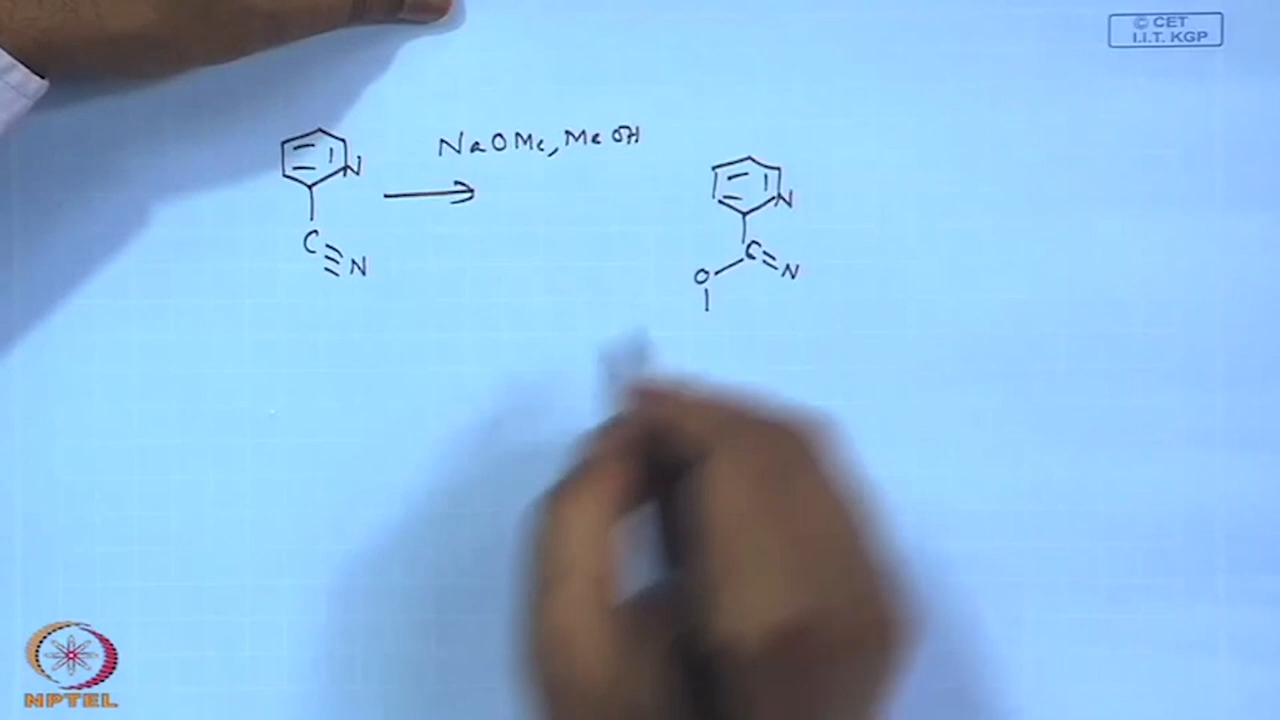 © CET
I.I.T. KGP
NaOMe, MeOH
N
C≡N
N
C=N
O
NPTEL